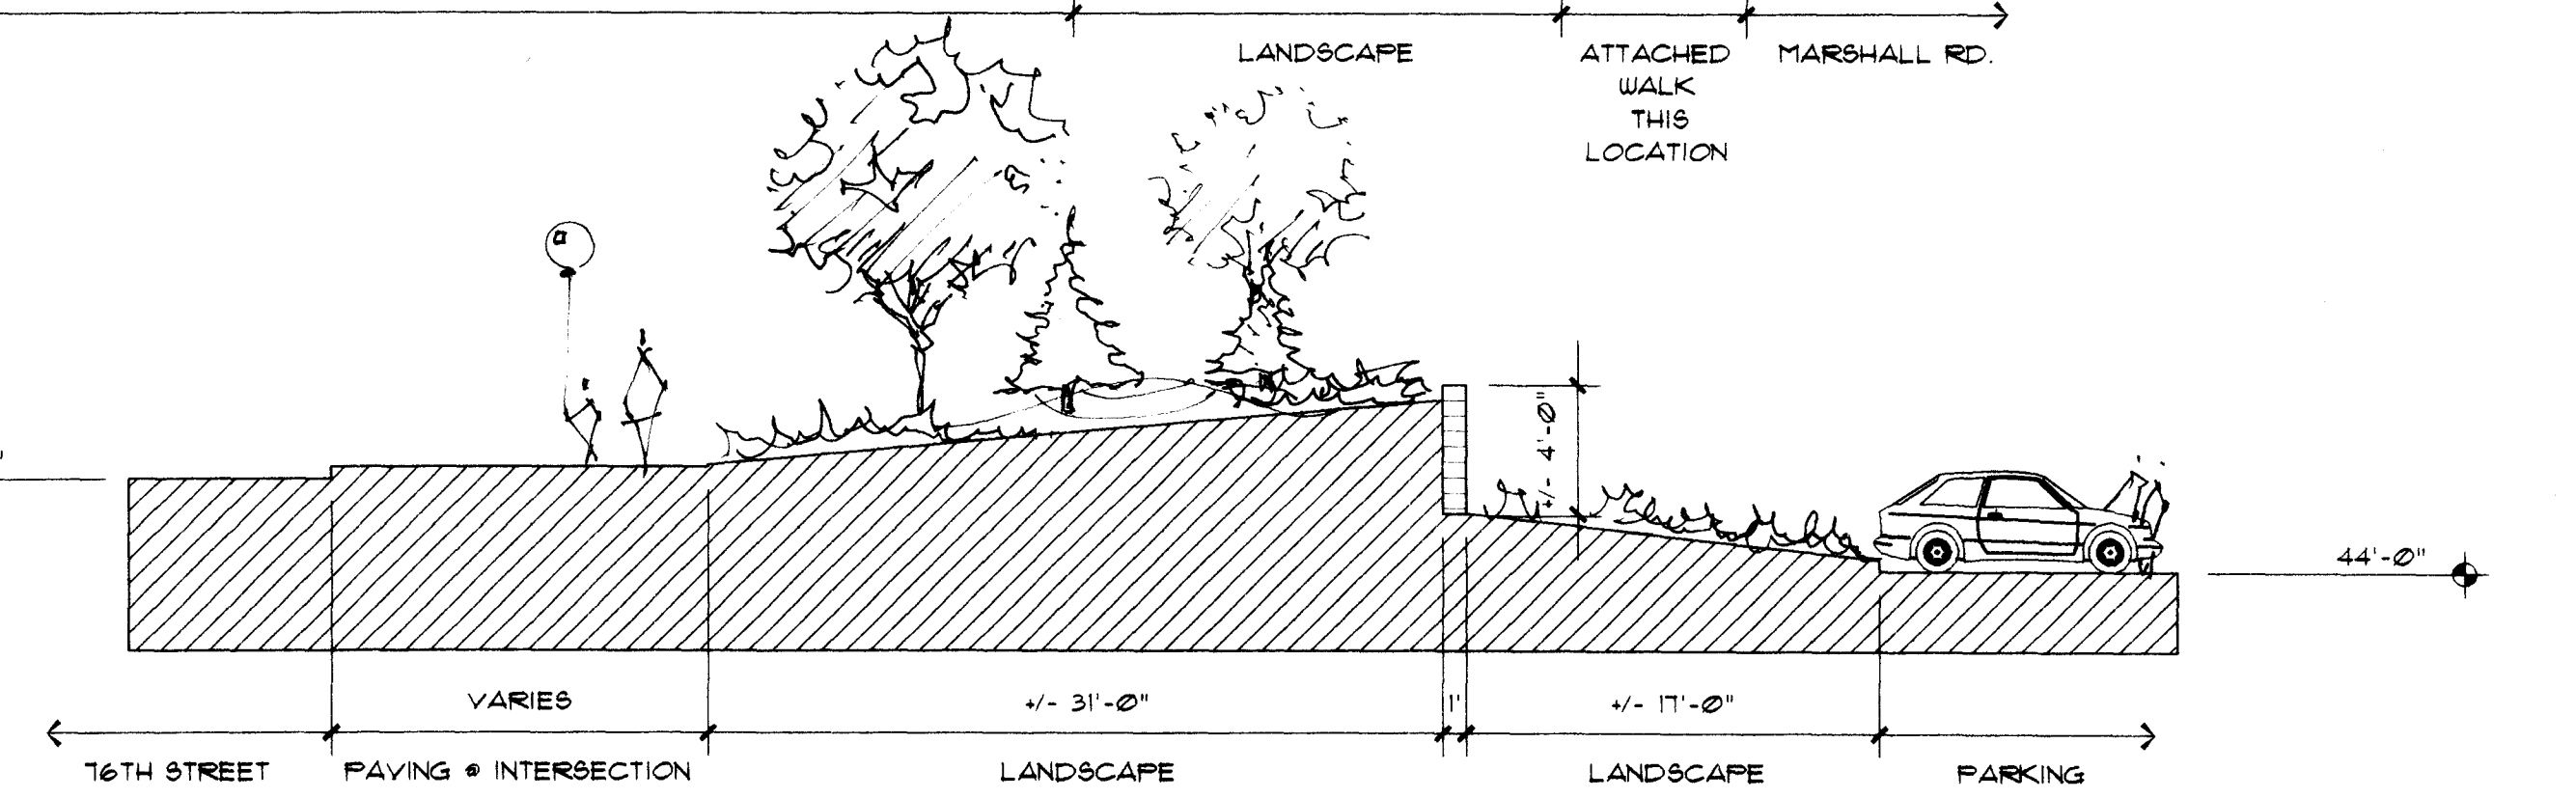 LANDSCAPE
ATTACHED
WALK
THIS
LOCATION
MARSHALL RD.
+/- 4'-0"
44'-0"
VARIES
+/- 31'-0"
1'
+/- 17'-0"
76TH STREET
PAVING @ INTERSECTION
LANDSCAPE
LANDSCAPE
PARKING